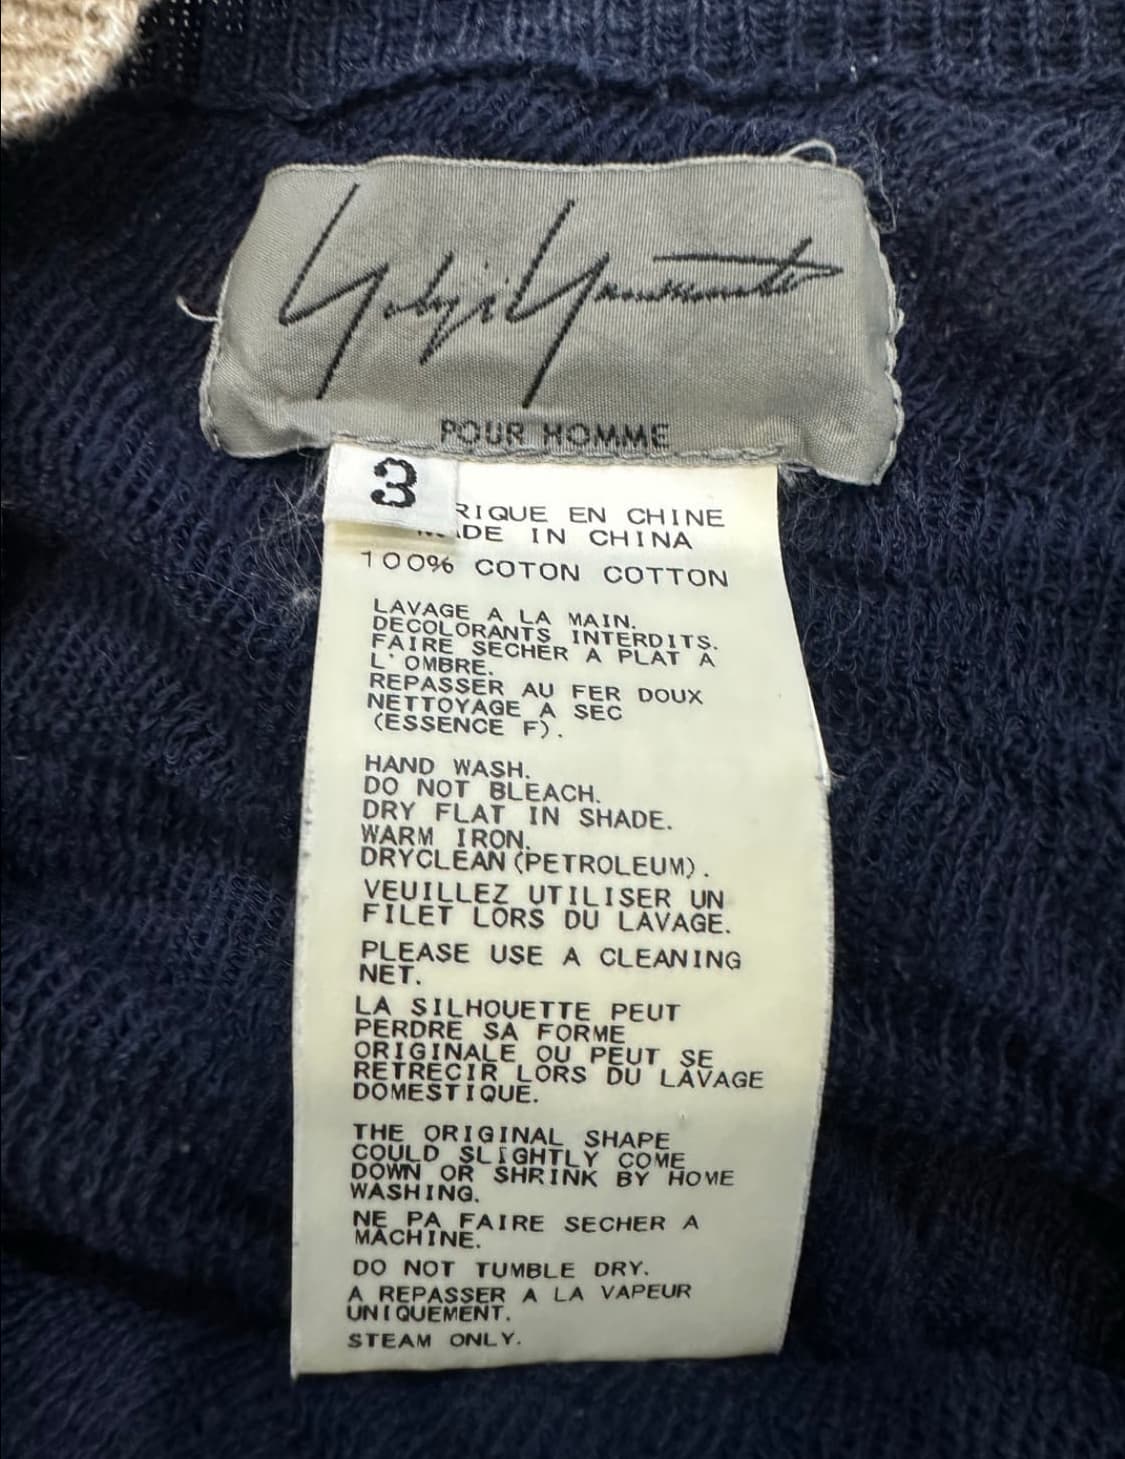 Yohji Yamamoto
POUR HOMME
3
RIQUE EN CHINE
MADE IN CHINA
100% COTON COTTON
LAVAGE A LA MAIN.
DECOLORANTS INTERDITS.
FAIRE SECHER A PLAT A
L'OMBRE.
REPASSER AU FER DOUX
NETTOYAGE A SEC
(ESSENCE F).
HAND WASH.
DO NOT BLEACH.
DRY FLAT IN SHADE.
WARM IRON.
DRYCLEAN(PETROLEUM).
VEUILLEZ UTILISER UN
FILET LORS DU LAVAGE.
PLEASE USE A CLEANING
NET.
LA SILHOUETTE PEUT
PERDRE SA FORME
ORIGINALE OU PEUT SE
RETRECIR LORS DU LAVAGE
DOMESTIQUE.
THE ORIGINAL SHAPE
COULD SLIGHTLY COME
DOWN OR SHRINK BY HOME
WASHING.
NE PA FAIRE SECHER A
MACHINE.
DO NOT TUMBLE DRY.
A REPASSER A LA VAPEUR
UNIQUEMENT.
STEAM ONLY.